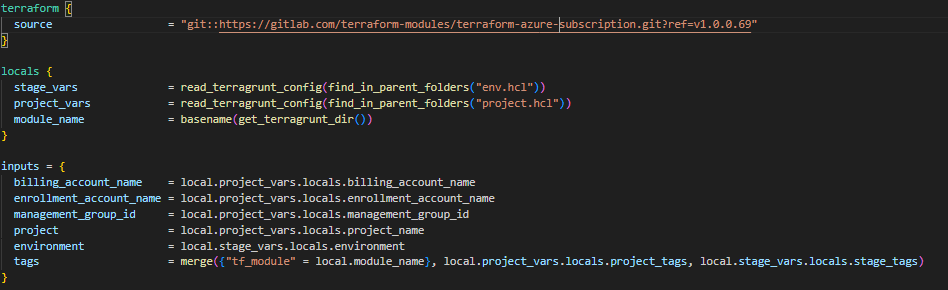 terraform {
  source              = "git::https://gitlab.com/terraform-modules/terraform-azure-subscription.git?ref=v1.0.0.69"
}
locals {
  stage_vars          = read_terragrunt_config(find_in_parent_folders("env.hcl"))
  project_vars        = read_terragrunt_config(find_in_parent_folders("project.hcl"))
  module_name         = basename(get_terragrunt_dir())
}
inputs = {
  billing_account_name    = local.project_vars.locals.billing_account_name
  enrollment_account_name = local.project_vars.locals.enrollment_account_name
  management_group_id     = local.project_vars.locals.management_group_id
  project                 = local.project_vars.locals.project_name
  environment             = local.stage_vars.locals.environment
  tags                    = merge({"tf_module" = local.module_name}, local.project_vars.locals.project_tags, local.stage_vars.locals.stage_tags)
}